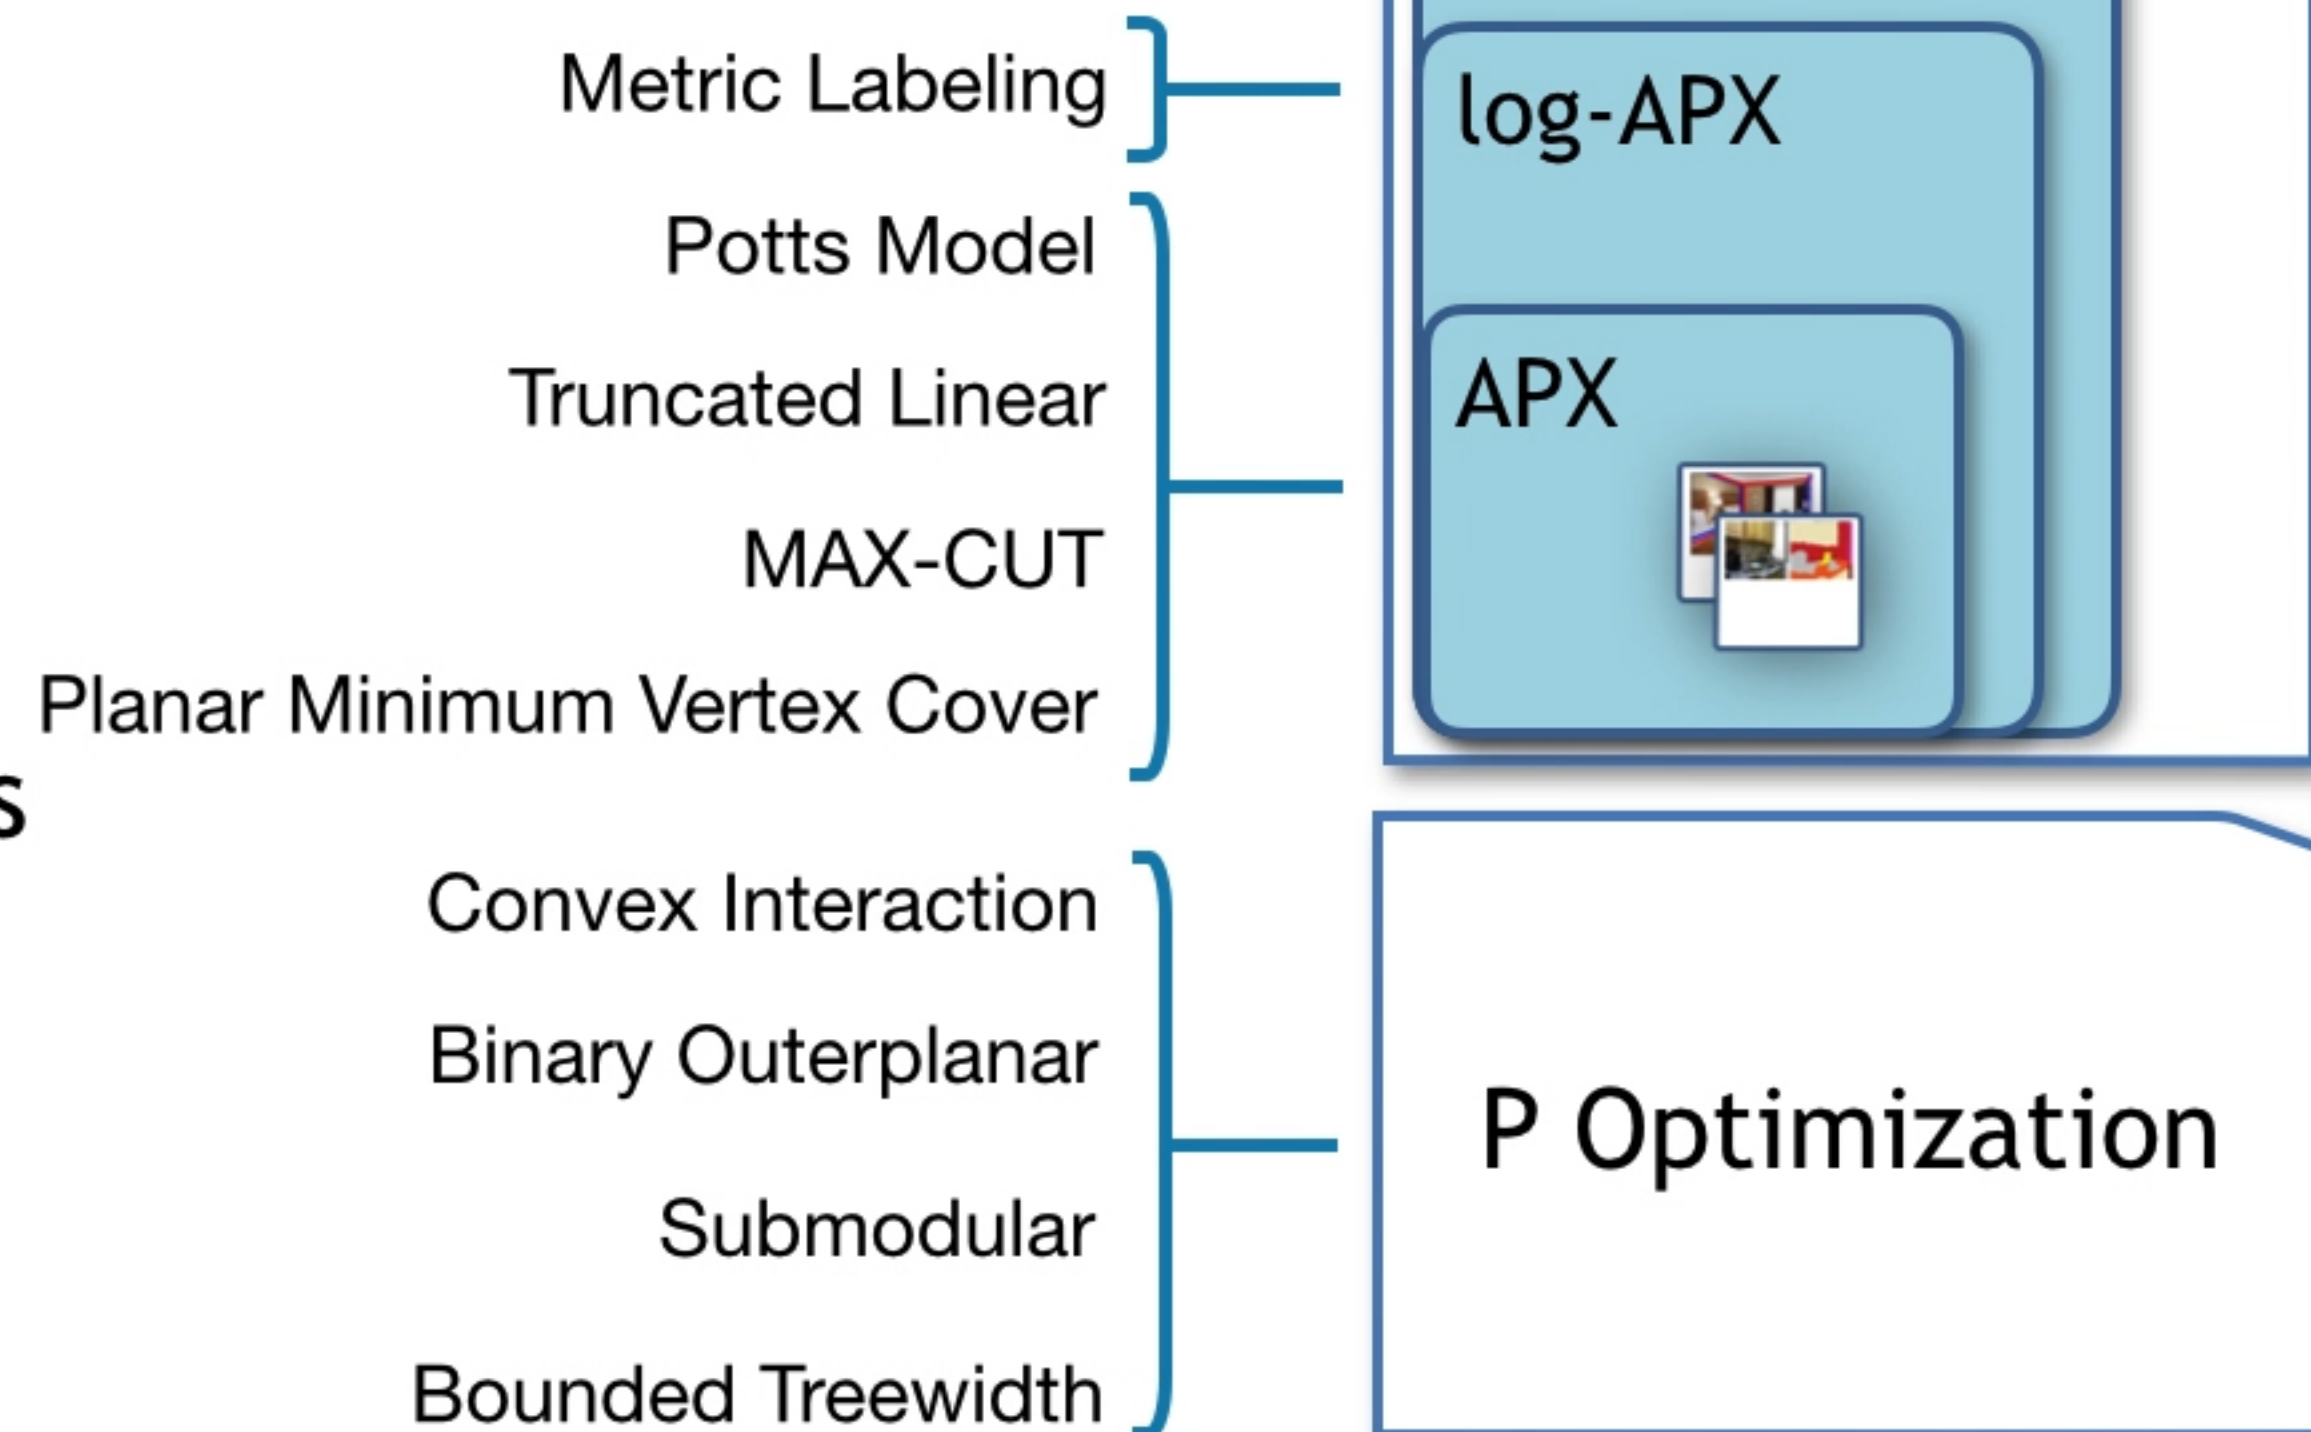 Metric Labeling
log-APX
Potts Model
Truncated Linear
APX
MAX-CUT
Planar Minimum Vertex Cover
s
Convex Interaction
Binary Outerplanar
P Optimization
Submodular
Bounded Treewidth